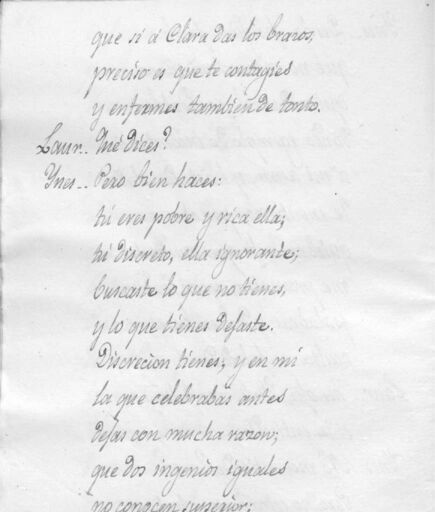 que si á Clara das los brazos,
preciso es que te contagies
y enfermes tambien de tonto.
Laur.. Qué dices?
Ynes.. Pero bien haces:
tú eres pobre y rica ella;
tú discreto, ella ignorante;
buscaste lo que no tienes,
y lo que tienes dejaste.
Discrecion tienes; y en mí
la que celebrabas antes
dejas con mucha razon;
que dos ingenios iguales
no conocen superior;